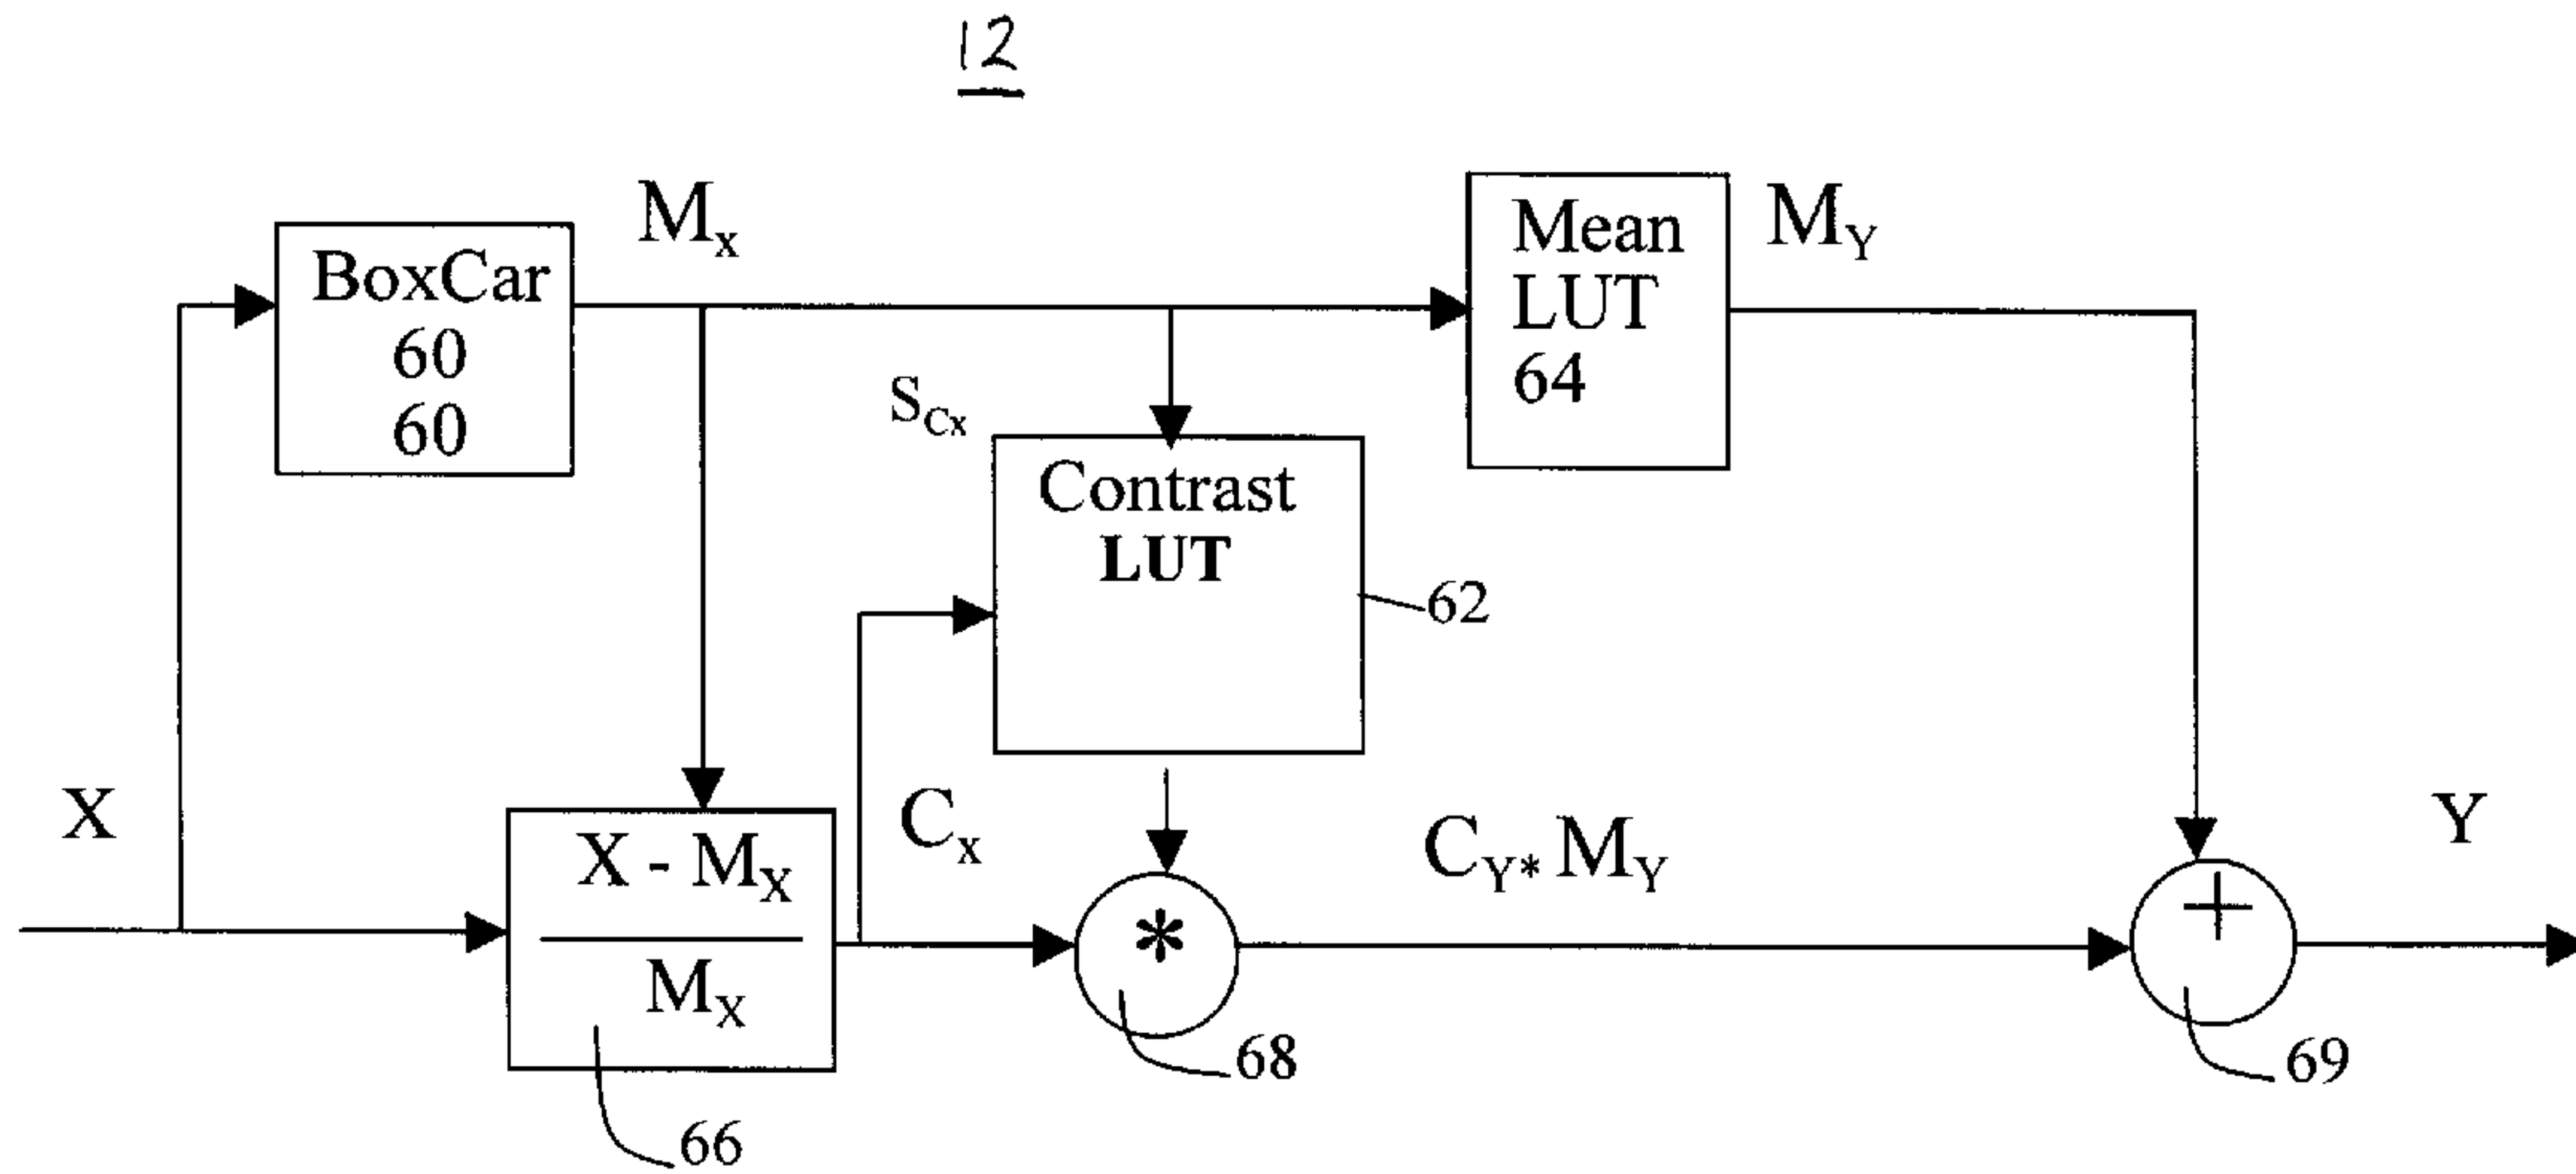 12
BoxCar
60
60
M_x
Mean
LUT
64
M_Y
S_Cx
Contrast
LUT
62
X
X - M_X
M_X
66
C_x
*
68
C_Y* M_Y
+
69
Y